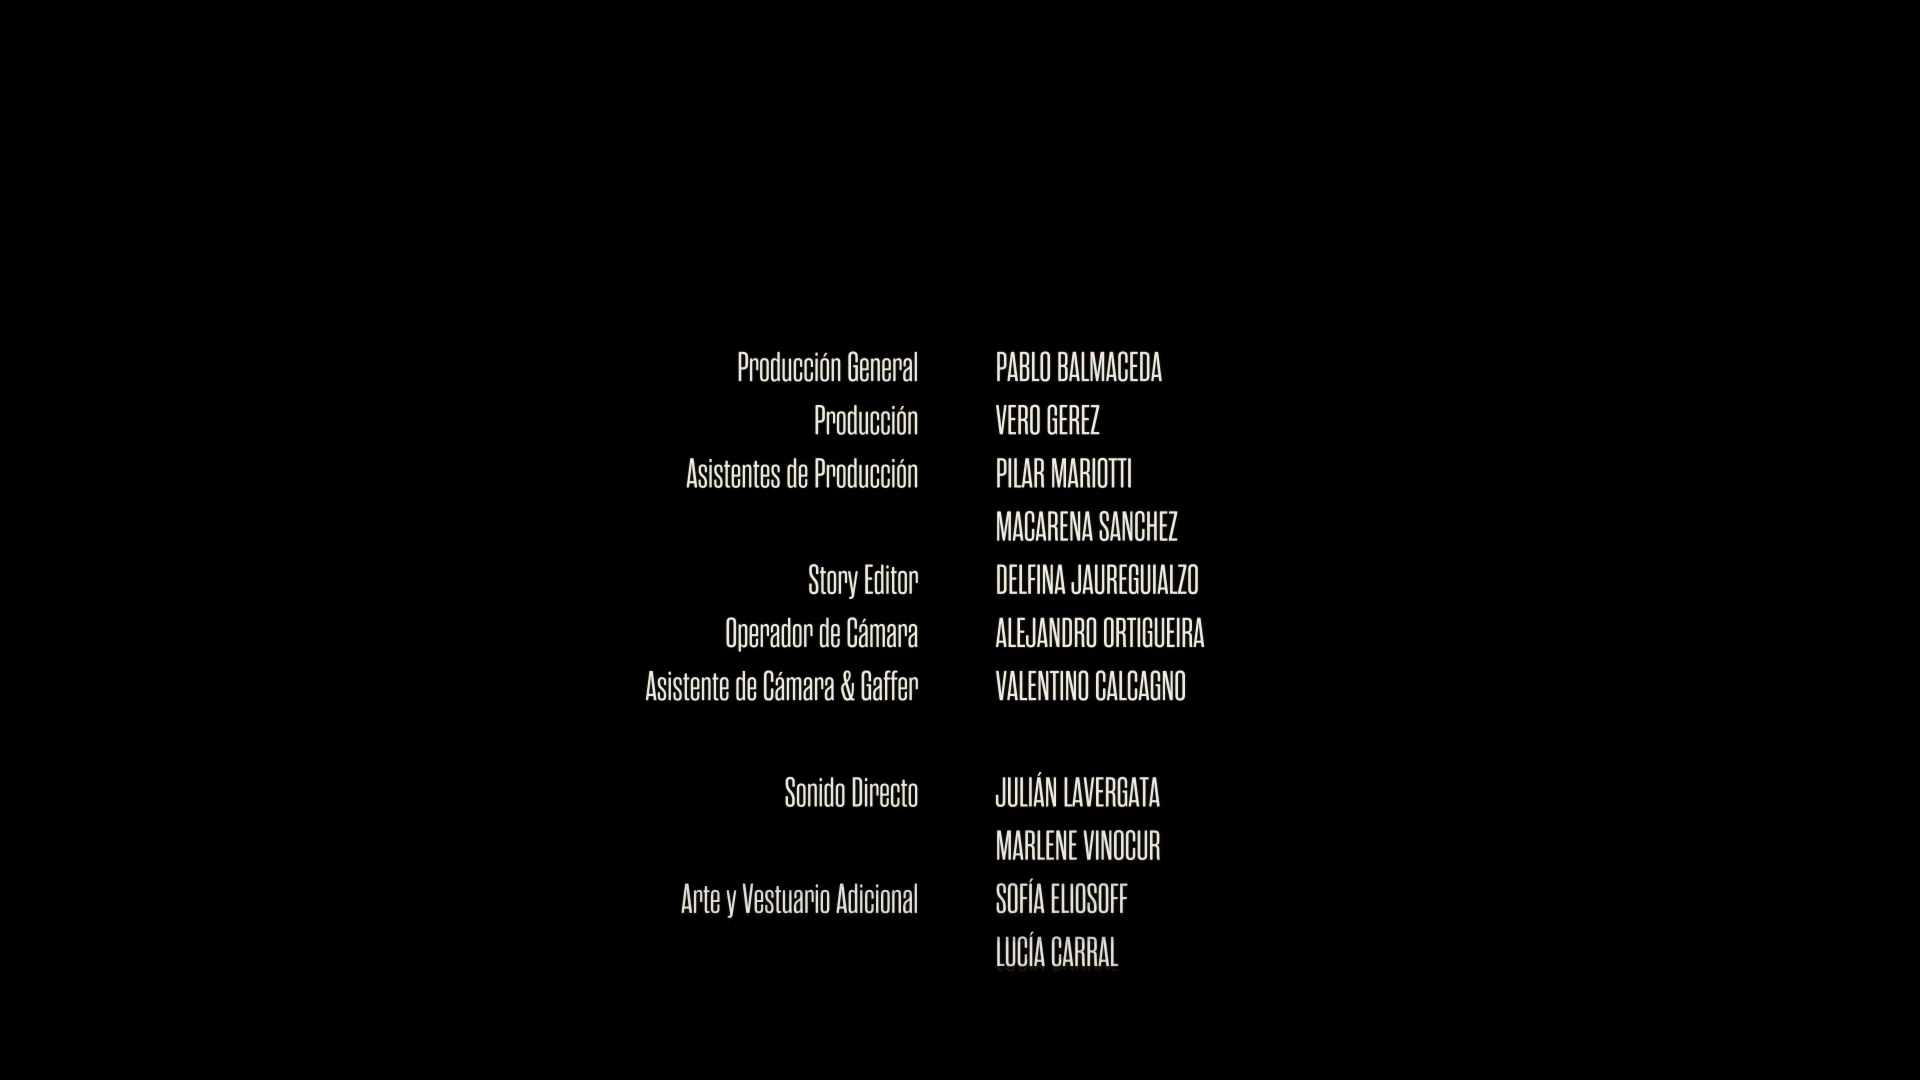 Producción General PABLO BALMACEDA
Producción VERO GEREZ
Asistentes de Producción PILAR MARIOTTI
MACARENA SANCHEZ
Story Editor DELFINA JAUREGUIALZO
Operador de Cámara ALEJANDRO ORTIGUEIRA
Asistente de Cámara & Gaffer VALENTINO CALCAGNO
Sonido Directo JULIÁN LAVERGATA
MARLENE VINOCUR
Arte y Vestuario Adicional SOFÍA ELIOSOFF
LUCÍA CARRAL